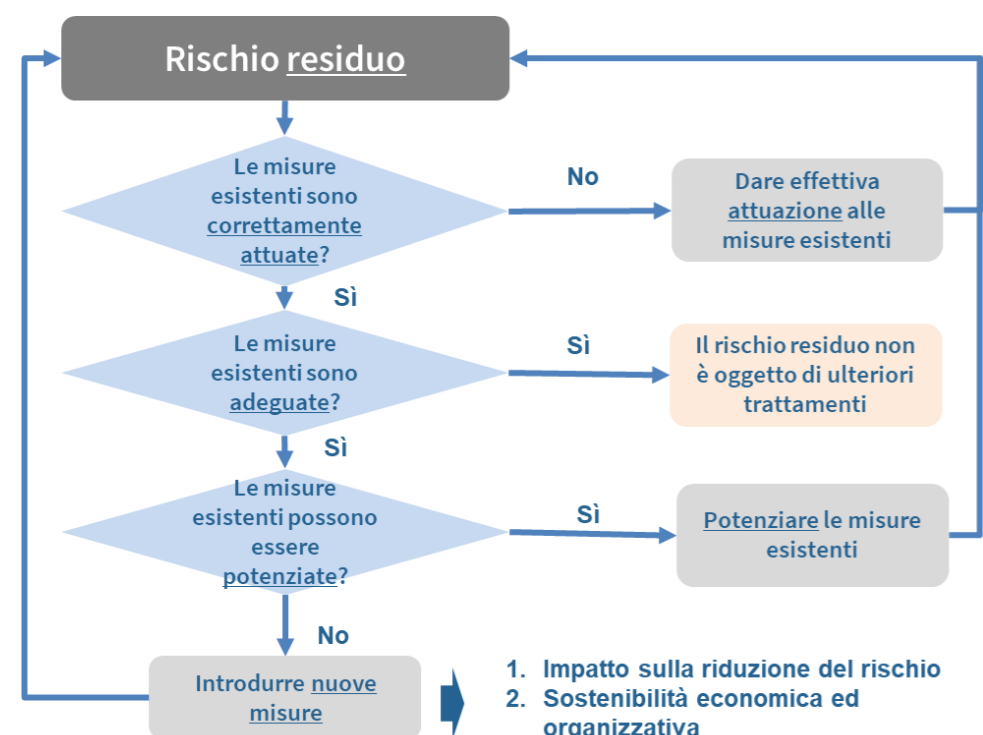 Rischio residuo
Le misure
esistenti sono
correttamente
attuate?
No
Dare effettiva
attuazione alle
misure esistenti
Sì
Le misure
esistenti sono
adeguate?
Sì
Il rischio residuo non
è oggetto di ulteriori
trattamenti
Sì
Le misure
esistenti possono
essere
potenziate?
Sì
Potenziare le misure
esistenti
No
Introdurre nuove
misure
1. Impatto sulla riduzione del rischio
2. Sostenibilità economica ed
organizzativa